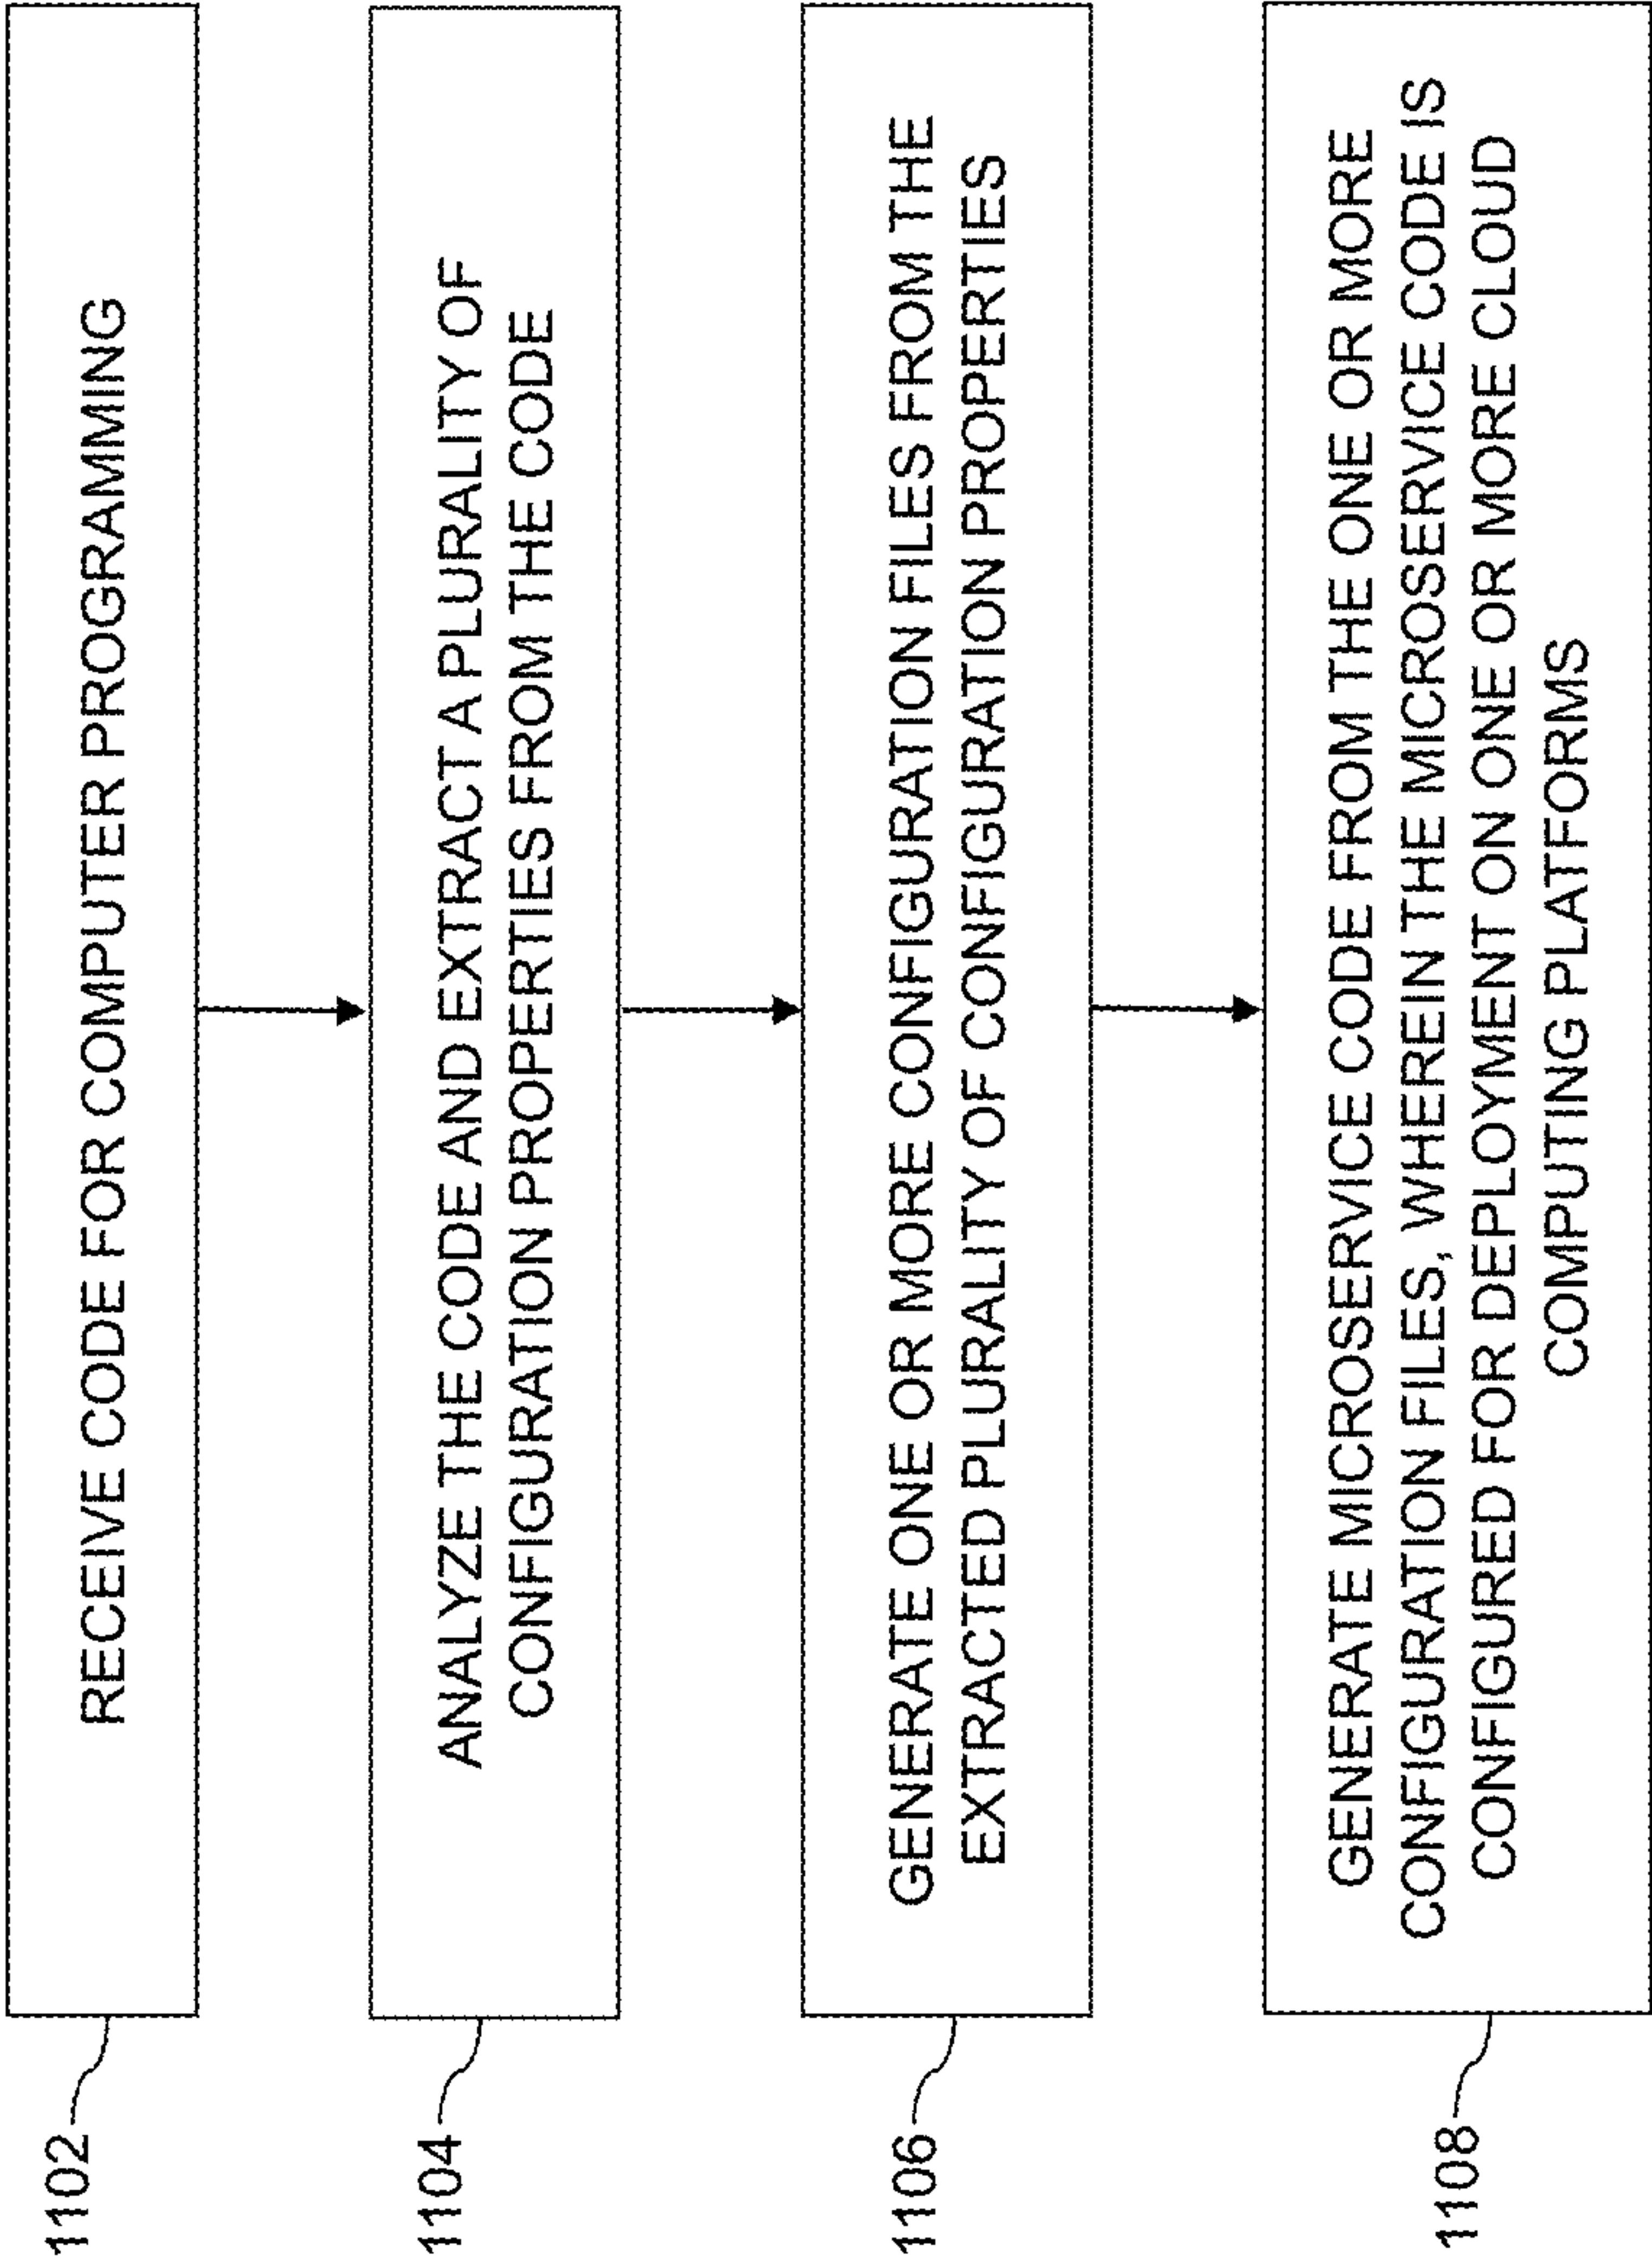 1102
RECEIVE CODE FOR COMPUTER PROGRAMMING
1104
ANALYZE THE CODE AND EXTRACT A PLURALITY OF
CONFIGURATION PROPERTIES FROM THE CODE
1106
GENERATE ONE OR MORE CONFIGURATION FILES FROM THE
EXTRACTED PLURALITY OF CONFIGURATION PROPERTIES
1108
GENERATE MICROSERVICE CODE FROM THE ONE OR MORE
CONFIGURATION FILES, WHEREIN THE MICROSERVICE CODE IS
CONFIGURED FOR DEPLOYMENT ON ONE OR MORE CLOUD
COMPUTING PLATFORMS